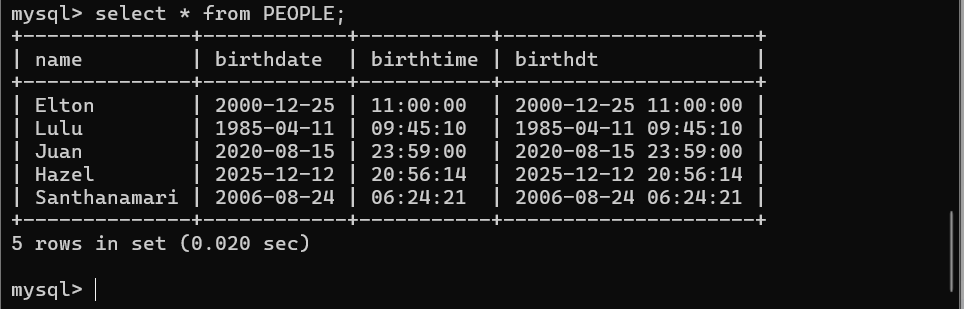 mysql> select * from PEOPLE;
+-------------+------------+-----------+---------------------+
| name        | birthdate  | birthtime | birthdt             |
+-------------+------------+-----------+---------------------+
| Elton       | 2000-12-25 | 11:00:00  | 2000-12-25 11:00:00 |
| Lulu        | 1985-04-11 | 09:45:10  | 1985-04-11 09:45:10 |
| Juan        | 2020-08-15 | 23:59:00  | 2020-08-15 23:59:00 |
| Hazel       | 2025-12-12 | 20:56:14  | 2025-12-12 20:56:14 |
| Santhanamari | 2006-08-24 | 06:24:21  | 2006-08-24 06:24:21 |
+-------------+------------+-----------+---------------------+
5 rows in set (0.020 sec)
mysql>